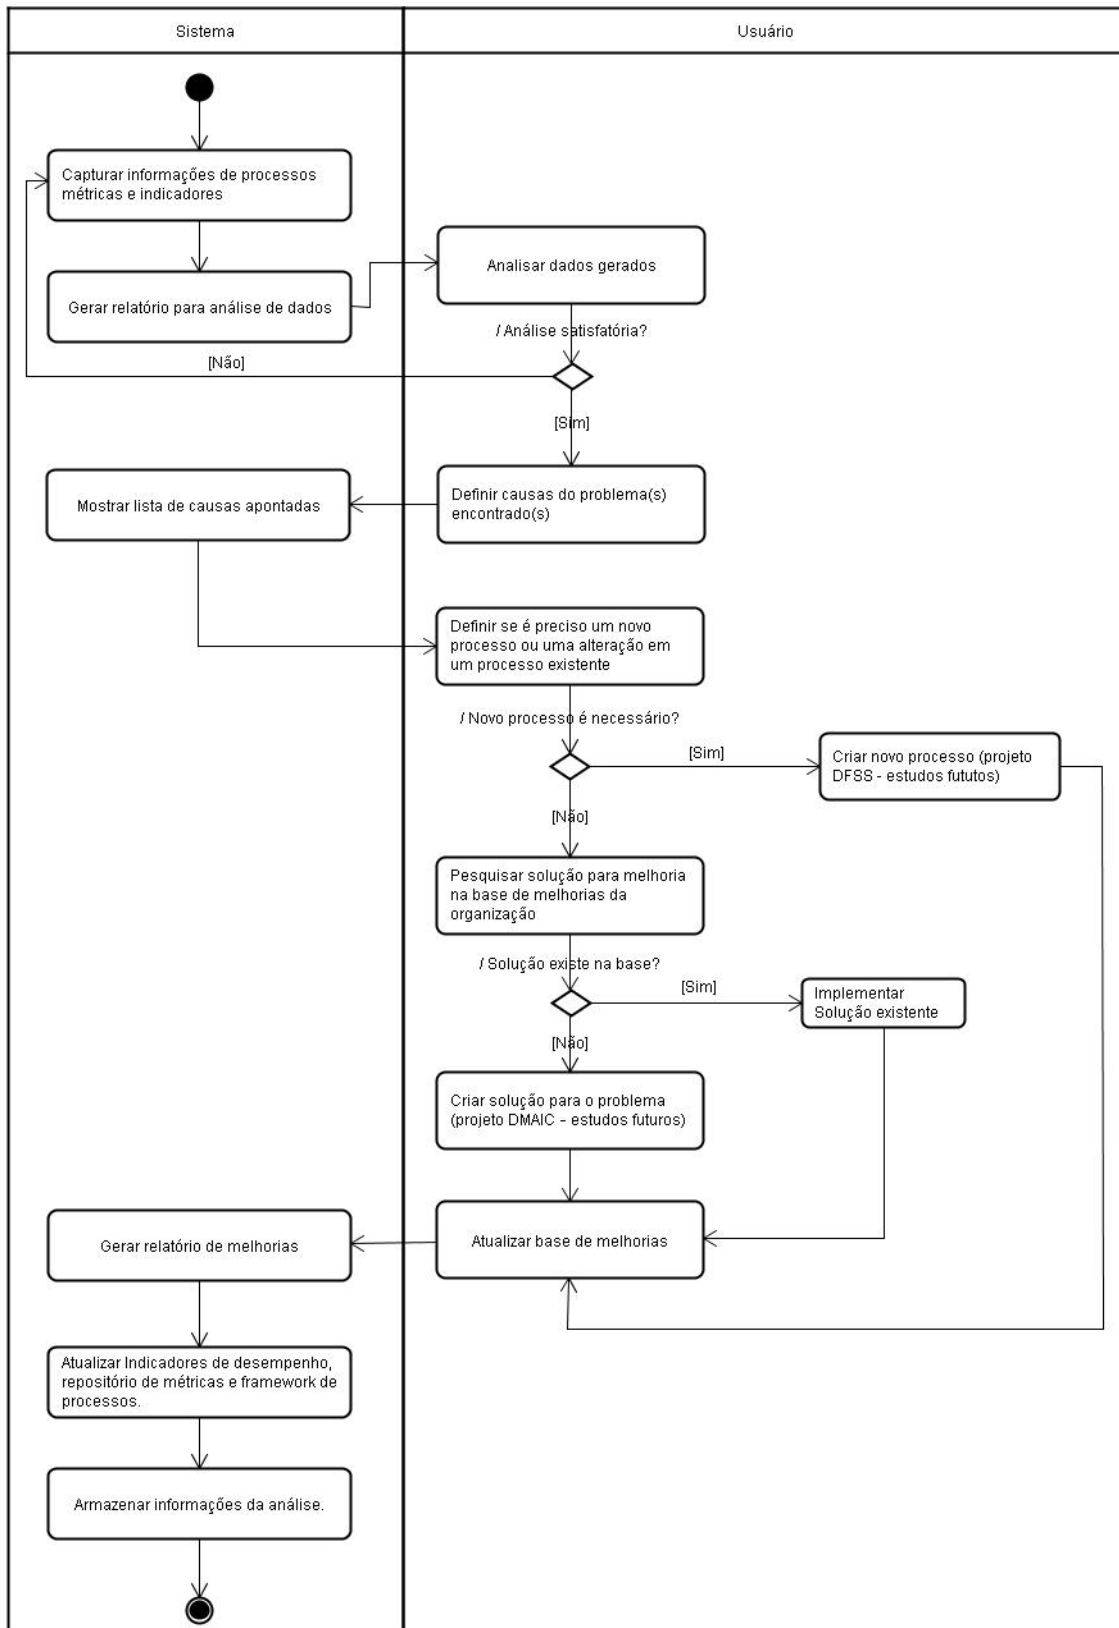 Sistema
Usuário
Capturar informações de processos
métricas e indicadores
Analisar dados gerados
Gerar relatório para análise de dados
/ Análise satisfatória?
[Não]
[Sim]
Mostrar lista de causas apontadas
Definir causas do problema(s)
encontrado(s)
Definir se é preciso um novo
processo ou uma alteração em
um processo existente
/ Novo processo é necessário?
[Sim]
Criar novo processo (projeto
DFSS - estudos fututos)
[Não]
Pesquisar solução para melhoria
na base de melhorias da
organização
/ Solução existe na base?
[Sim]
Implementar
Solução existente
[Não]
Criar solução para o problema
(projeto DMAIC - estudos futuros)
Gerar relatório de melhorias
Atualizar base de melhorias
Atualizar Indicadores de desempenho,
repositório de métricas e framework de
processos.
Armazenar informações da análise.